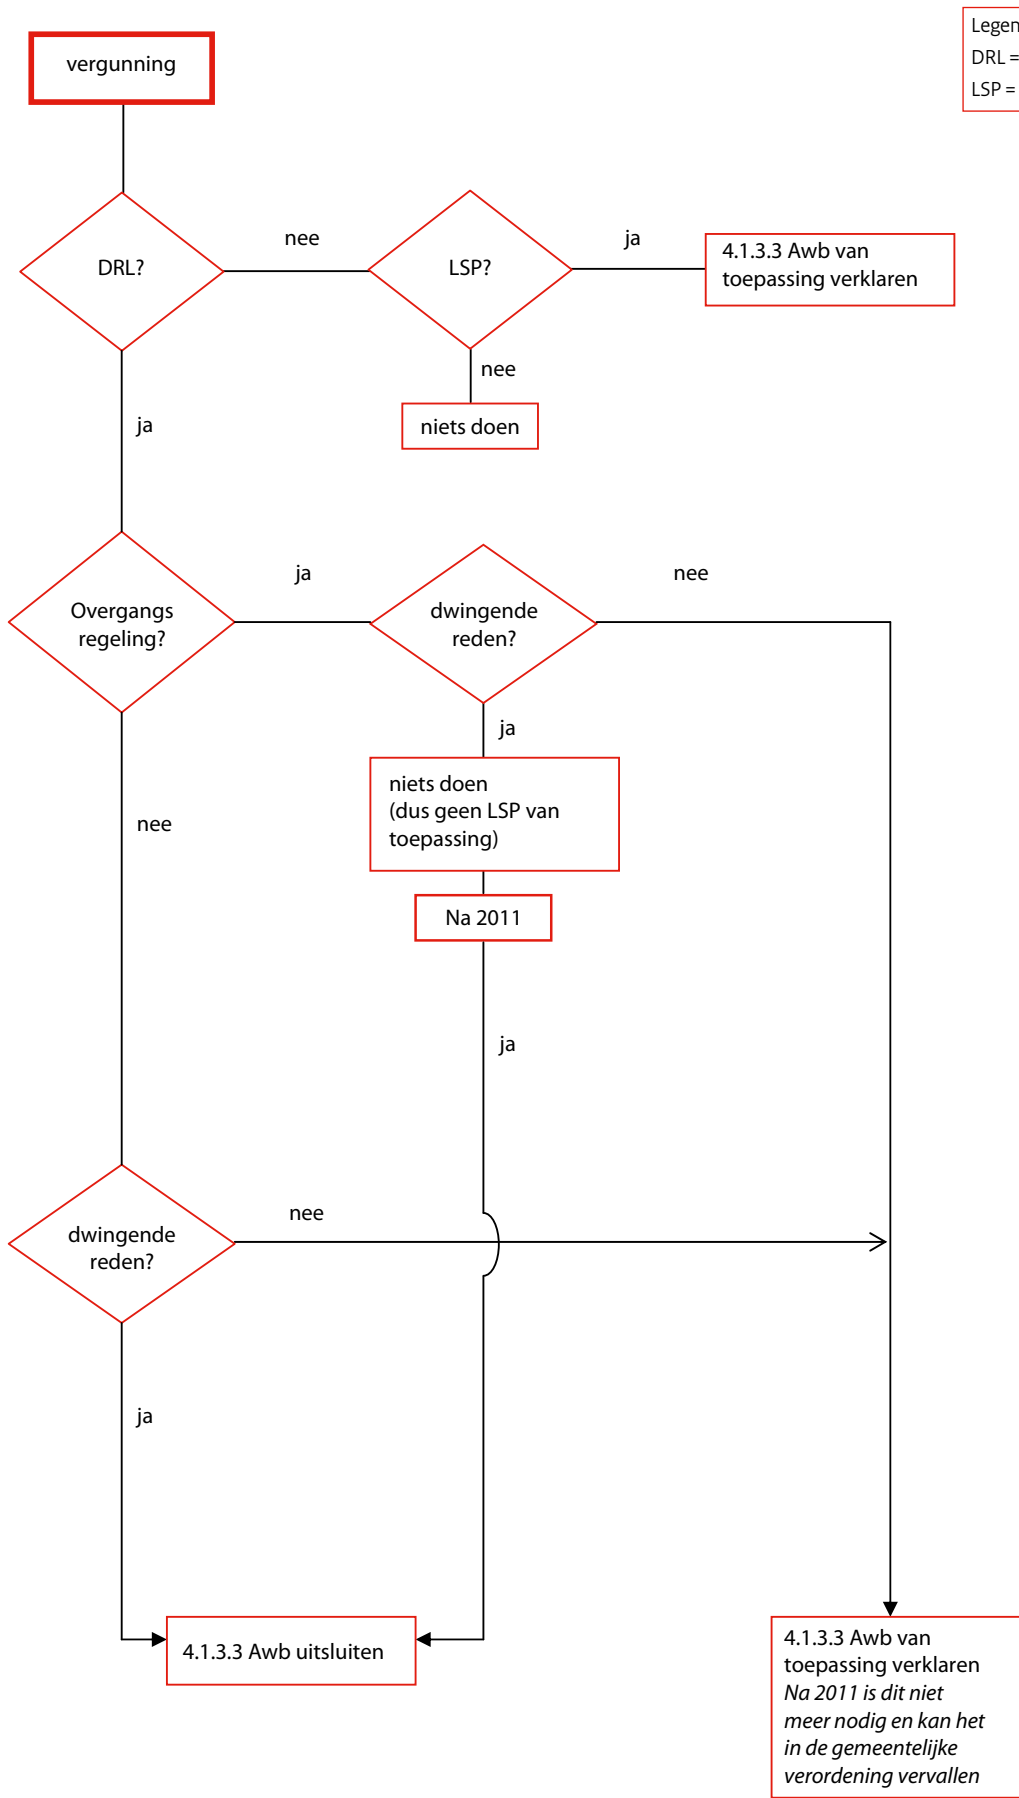 vergunning
Legen
DRL =
LSP =
DRL?
nee
LSP?
ja
4.1.3.3 Awb van
toepassing verklaren
nee
niets doen
ja
Overgangs
regeling?
ja
dwingende
reden?
nee
ja
niets doen
(dus geen LSP van
toepassing)
nee
Na 2011
ja
dwingende
reden?
nee
ja
4.1.3.3 Awb uitsluiten
4.1.3.3 Awb van
toepassing verklaren
Na 2011 is dit niet
meer nodig en kan het
in de gemeentelijke
verordening vervallen